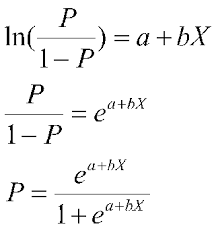 ln(P/(1−P)) = a + bX
P/(1−P) = e^(a+bX)
P = e^(a+bX)/(1+e^(a+bX))